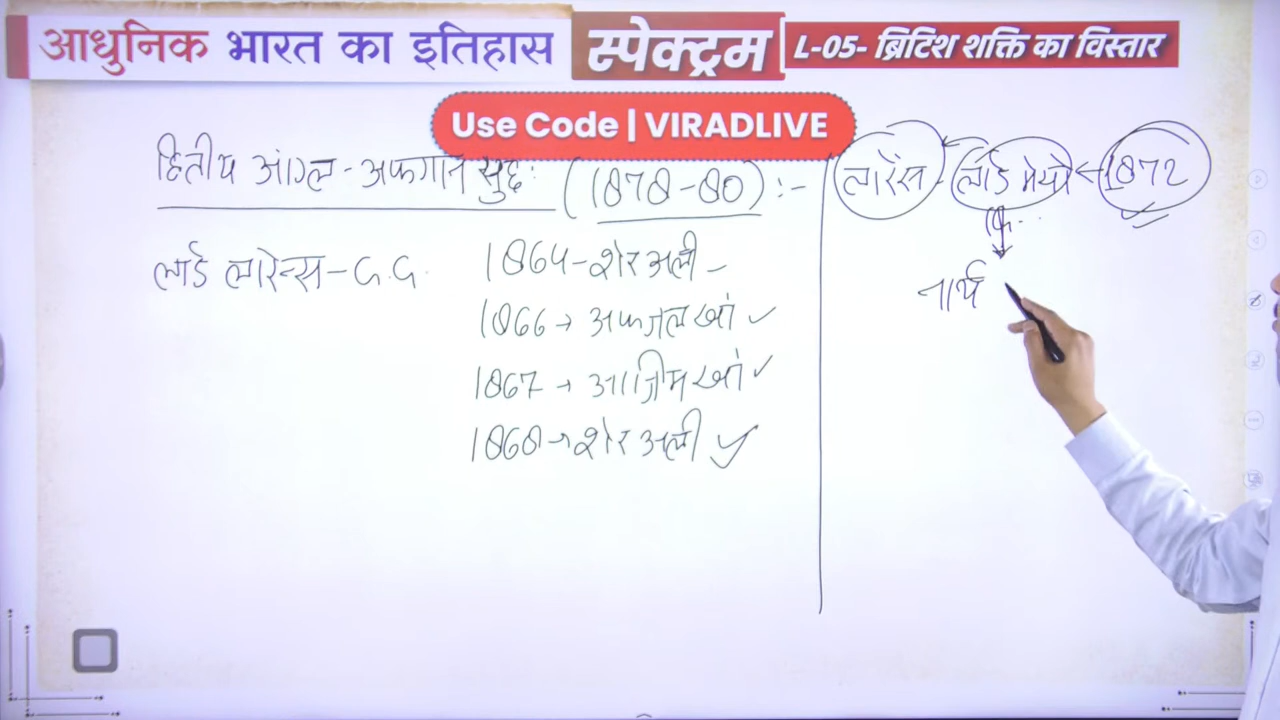 आधुनिक भारत का इतिहास स्पेक्ट्रम L-05- ब्रिटिश शक्ति का विस्तार
Use Code | VIRADLIVE
द्वितीय आंग्ल-अफगान युद्ध: (1878-80) :-
लार्ड लारेन्स - G.G.
1864 - शेर अली -
1866 → अफजल खां ✓
1867 → आजिम खां ✓
1868 → शेर अली ✓
लारेंस - लार्ड मेयो ← 1872
नार्थ